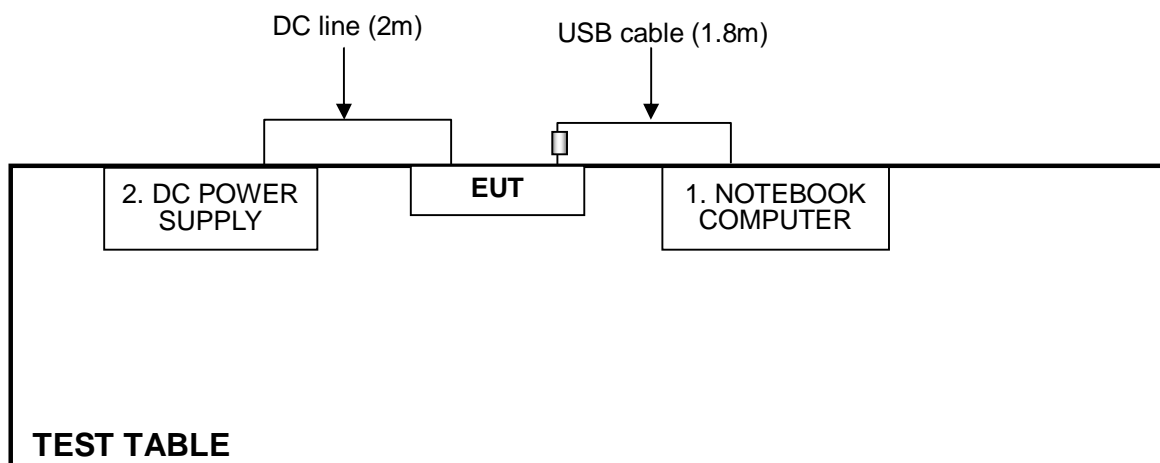 DC line (2m)
USB cable (1.8m)
2. DC POWER
SUPPLY
EUT
1. NOTEBOOK
COMPUTER
TEST TABLE